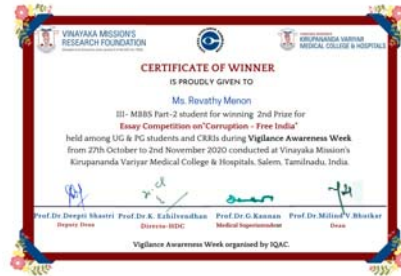 VINAYAKA MISSION'S
RESEARCH FOUNDATION
VINAYAKA MISSION'S
KIRUPANANDA VARIYAR
MEDICAL COLLEGE & HOSPITALS
CERTIFICATE OF WINNER
IS PROUDLY GIVEN TO
Ms. Revathy Menon
III- MBBS Part-2 student for winning 2nd Prize for
Essay Competition on"Corruption - Free India"
held among UG & PG students and CRRIs during Vigilance Awareness Week
from 27th October to 2nd November 2020 conducted at Vinayaka Mission's
Kirupananda Variyar Medical College & Hospitals, Salem, Tamilnadu, India.
Prof.Dr.Deepti Shastri Prof.Dr.K. Ezhilvendhan Prof.Dr.G.Kannan Prof.Dr.Milind V.Bhutkar
Deputy Dean Director-HDC Medical Superintendent Dean
Vigilance Awareness Week organised by IQAC.